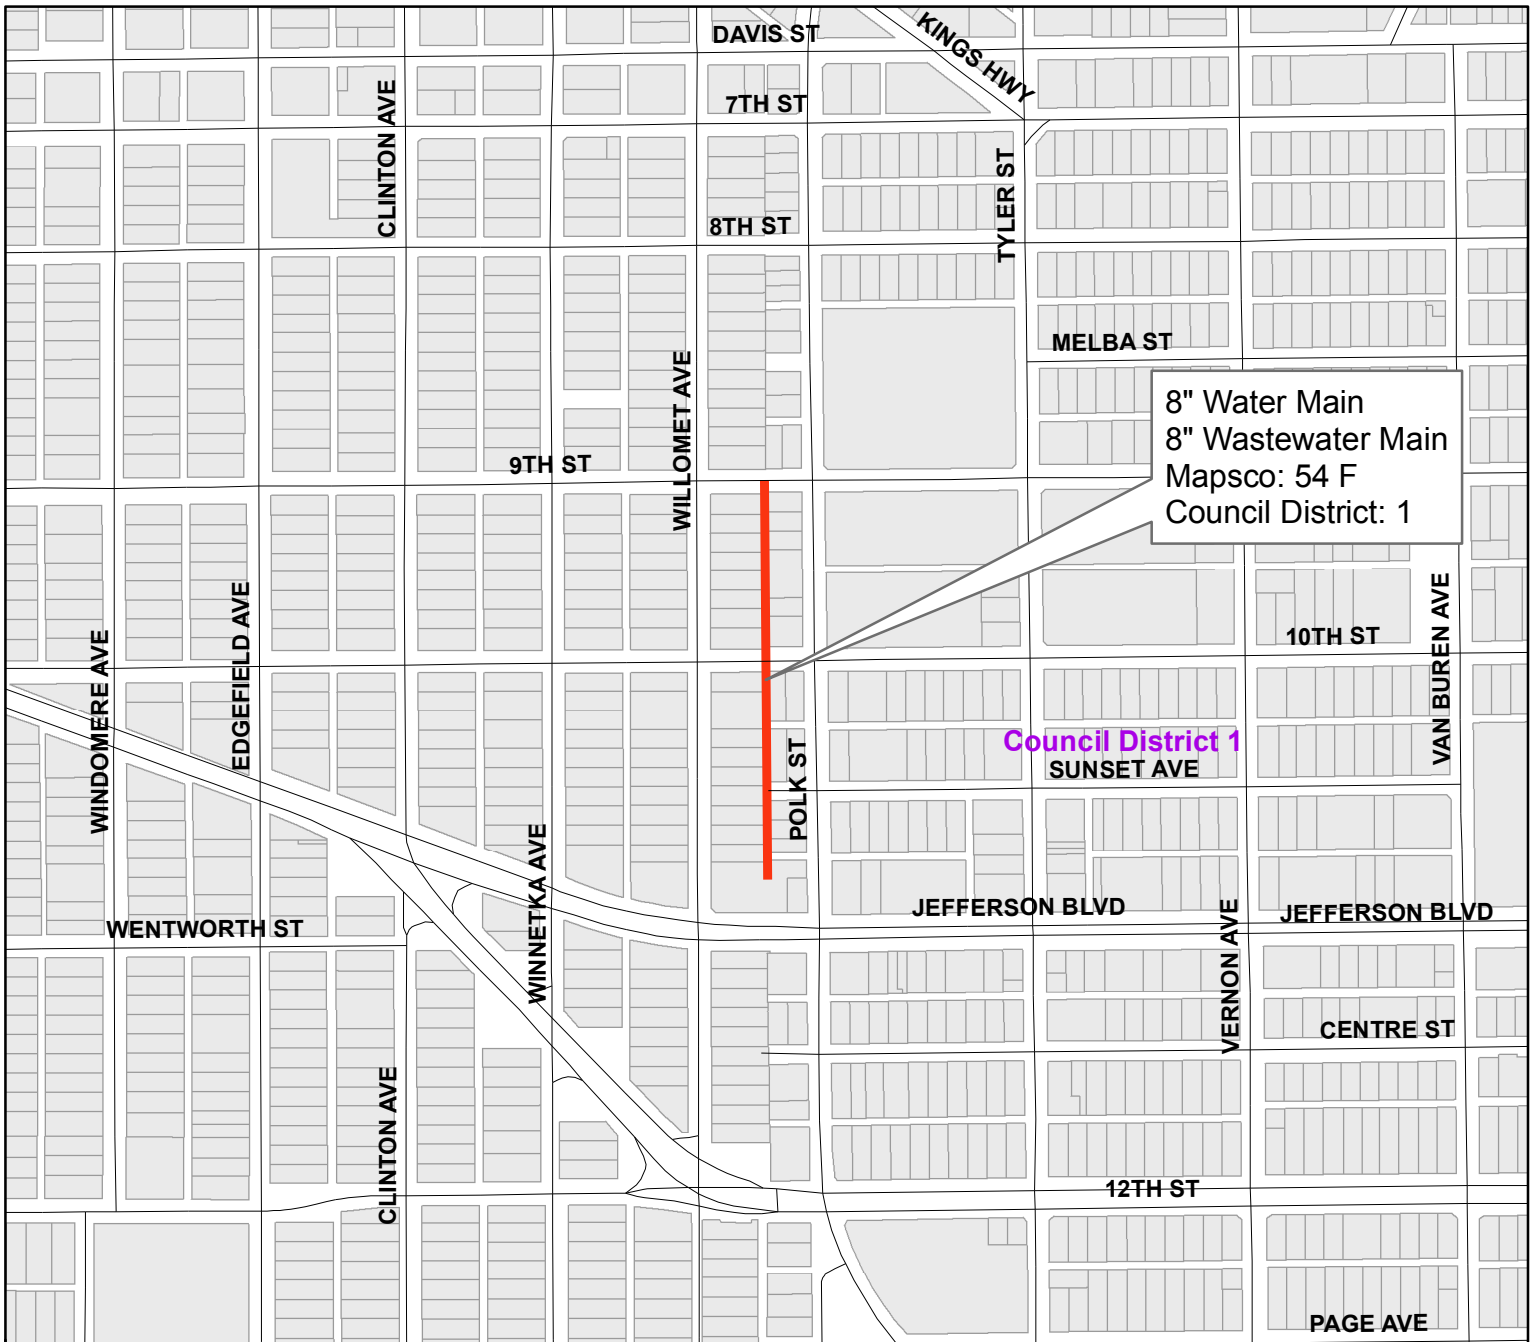 DAVIS ST
KINGS HWY
7TH ST
CLINTON AVE
TYLER ST
8TH ST
MELBA ST
WILLOMET AVE
8" Water Main
8" Wastewater Main
Mapsco: 54 F
Council District: 1
9TH ST
EDGEFIELD AVE
WINDOMERE AVE
10TH ST
VAN BUREN AVE
Council District 1
SUNSET AVE
POLK ST
WINNETKA AVE
JEFFERSON BLVD
JEFFERSON BLVD
WENTWORTH ST
VERNON AVE
CENTRE ST
CLINTON AVE
12TH ST
PAGE AVE